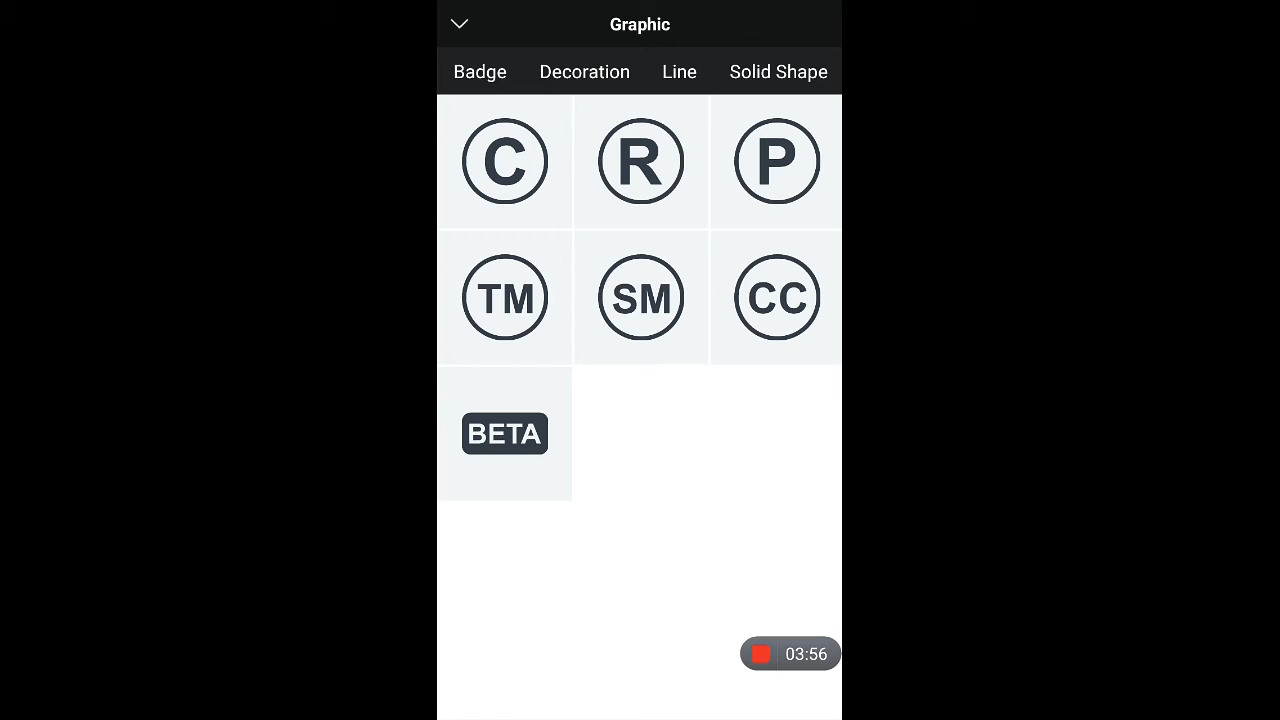 Graphic
Badge Decoration Line Solid Shape
C R P
TM SM CC
BETA
03:56